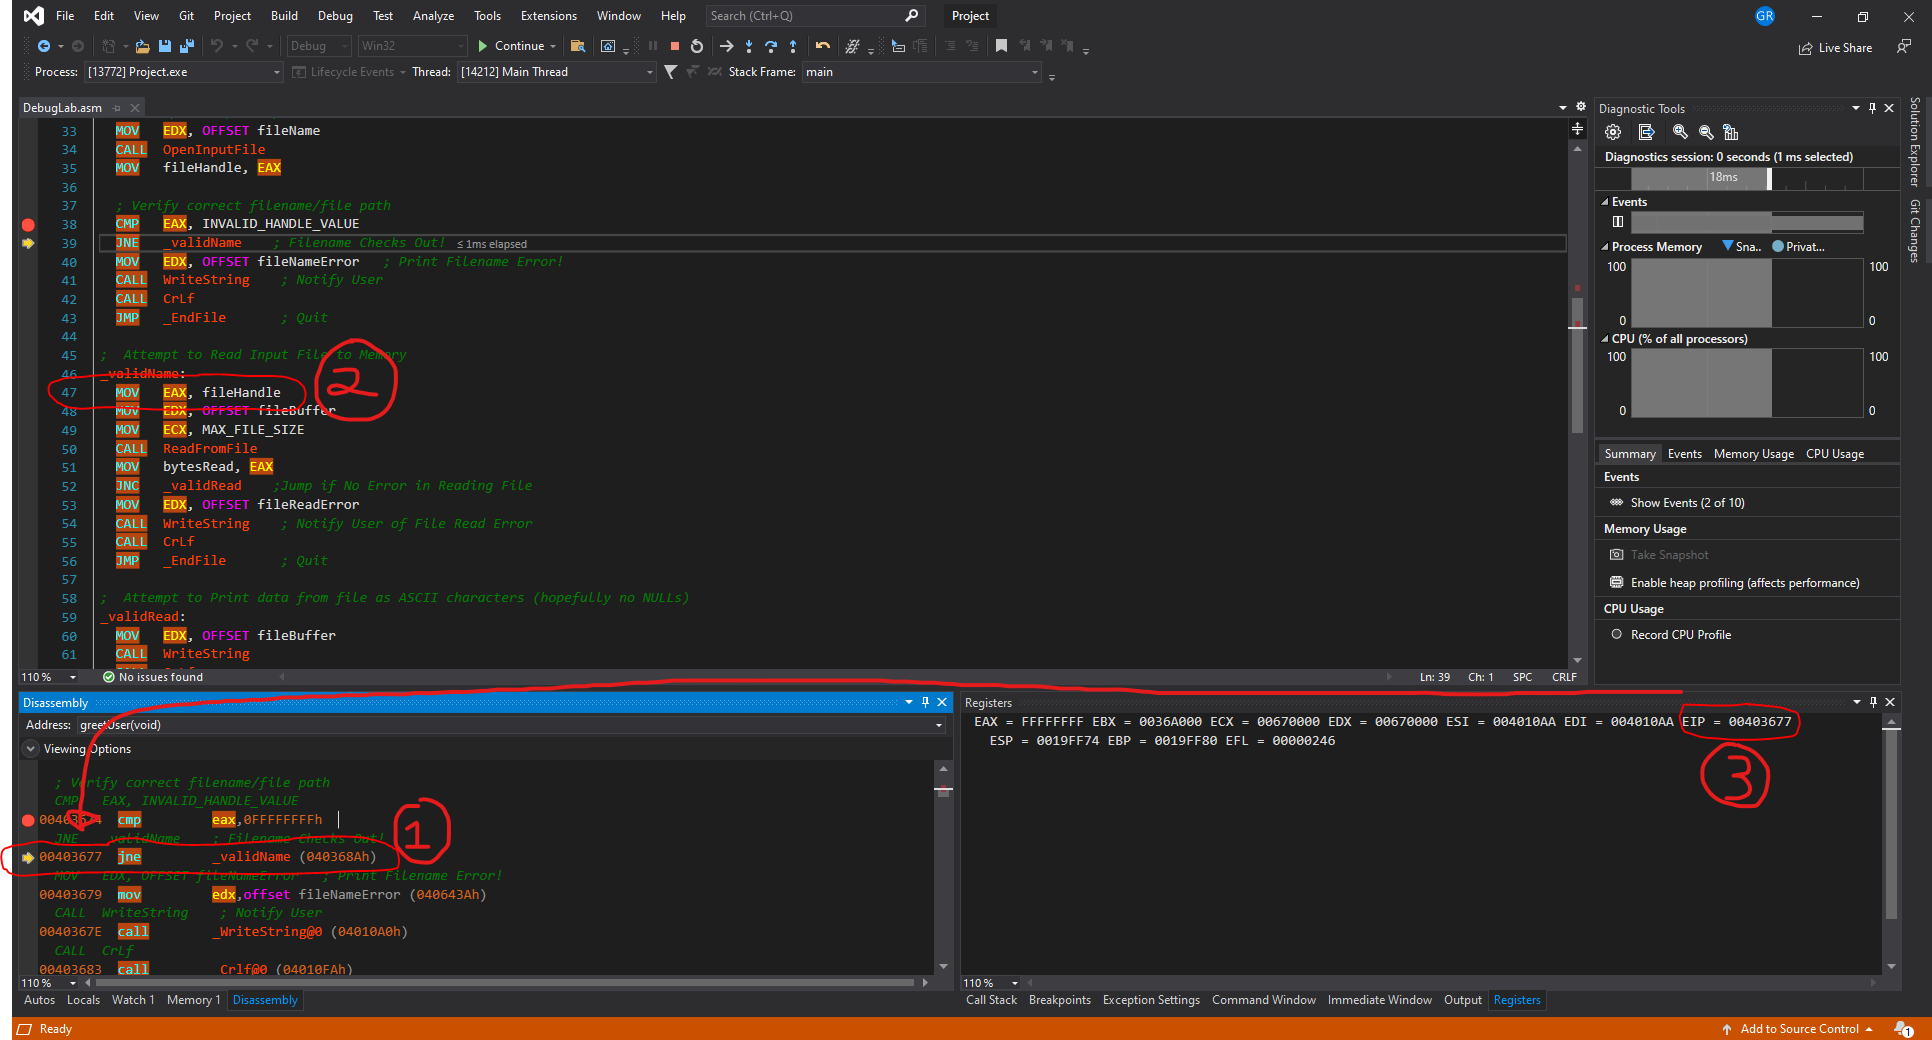 File Edit View Git Project Build Debug Test Analyze Tools Extensions Window Help Search (Ctrl+Q) Project GR
Debug Win32 Continue Live Share
Process: [13772] Project.exe Lifecycle Events Thread: [14212] Main Thread Stack Frame: main
DebugLab.asm
33 MOV EDX, OFFSET fileName
34 CALL OpenInputFile
35 MOV fileHandle, EAX
36
37 ; Verify correct filename/file path
38 CMP EAX, INVALID_HANDLE_VALUE
39 JNE _validName ; Filename Checks Out! ≤ 1ms elapsed
40 MOV EDX, OFFSET fileNameError ; Print Filename Error!
41 CALL WriteString ; Notify User
42 CALL CrLf
43 JMP _EndFile ; Quit
44
45 ; Attempt to Read Input File to Memory
46 _validName:
47 MOV EAX, fileHandle
2
48 MOV EDX, OFFSET fileBuffer
49 MOV ECX, MAX_FILE_SIZE
50 CALL ReadFromFile
51 MOV bytesRead, EAX
52 JNC _validRead ;Jump if No Error in Reading File
53 MOV EDX, OFFSET fileReadError
54 CALL WriteString ; Notify User of File Read Error
55 CALL CrLf
56 JMP _EndFile ; Quit
57
58 ; Attempt to Print data from file as ASCII characters (hopefully no NULLs)
59 _validRead:
60 MOV EDX, OFFSET fileBuffer
61 CALL WriteString
110 % No issues found Ln: 39 Ch: 1 SPC CRLF
Diagnostic Tools
Diagnostics session: 0 seconds (1 ms selected)
18ms
Events
Process Memory Sna.. Privat...
100 100
0 0
CPU (% of all processors)
100 100
0 0
Summary Events Memory Usage CPU Usage
Events
Show Events (2 of 10)
Memory Usage
Take Snapshot
Enable heap profiling (affects performance)
CPU Usage
Record CPU Profile
Solution Explorer
Git Changes
Disassembly
Address: greetUser(void)
Viewing Options
; Verify correct filename/file path
CMP EAX, INVALID_HANDLE_VALUE
00403674 cmp eax,0FFFFFFFFh
JNE _validName ; Filename Checks Out!
1
00403677 jne _validName (040368Ah)
MOV EDX, OFFSET fileNameError ; Print Filename Error!
00403679 mov edx,offset fileNameError (040643Ah)
CALL WriteString ; Notify User
0040367E call _WriteString@0 (04010A0h)
CALL CrLf
00403683 call _Crlf@0 (04010FAh)
110 %
Autos Locals Watch 1 Memory 1 Disassembly
Registers
EAX = FFFFFFFF EBX = 0036A000 ECX = 00670000 EDX = 00670000 ESI = 004010AA EDI = 004010AA EIP = 00403677
ESP = 0019FF74 EBP = 0019FF80 EFL = 00000246
3
110 %
Call Stack Breakpoints Exception Settings Command Window Immediate Window Output Registers
Ready Add to Source Control 1